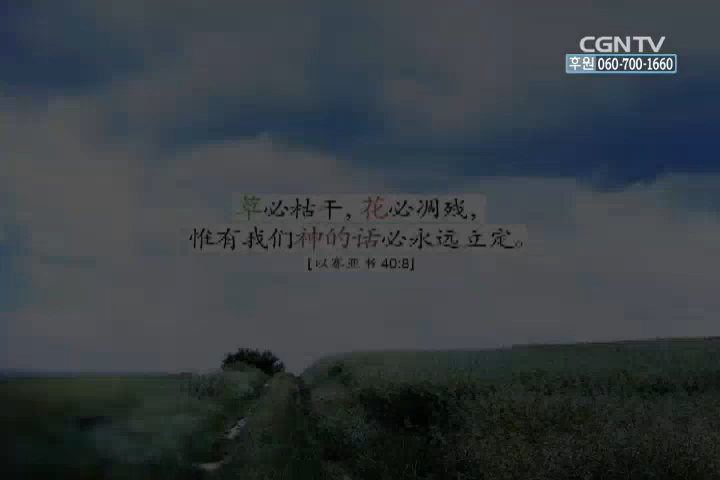 CGNTV
후원 060-700-1660
草必枯干，花必凋残，
惟有我们神的话必永远立定。
[以赛亚书 40:8]